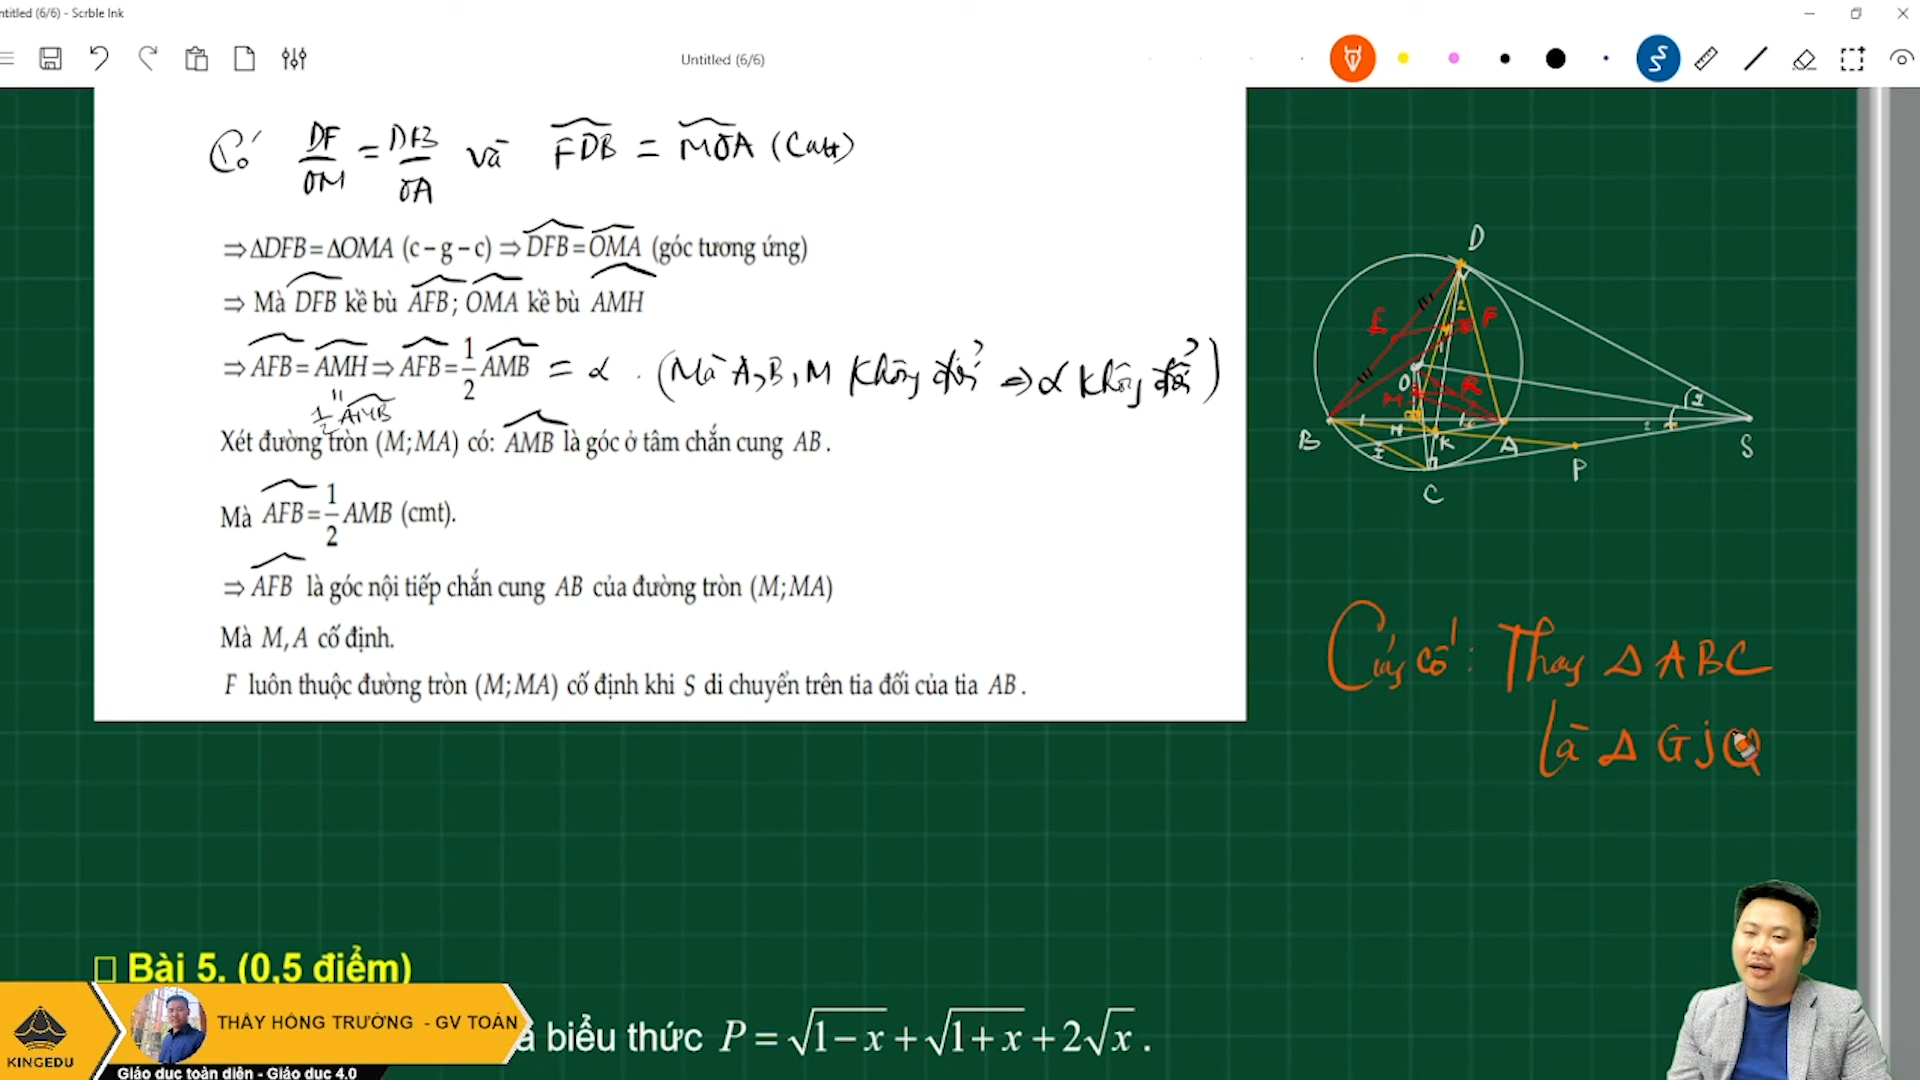 ntitled (6/6) - Scrble Ink
Untitled (6/6)
Có DF/OM = DB/OA và FDB = MOA (cmt)
⇒ ΔDFB = ΔOMA (c – g – c) ⇒ DFB = OMA (góc tương ứng)
⇒ Mà DFB kề bù AFB; OMA kề bù AMH
⇒ AFB = AMH ⇒ AFB = 1/2 AMB = α . (Mà A, B, M không đổi ⇒ α không đổi)
" 1/2 AMB
Xét đường tròn (M;MA) có: AMB là góc ở tâm chắn cung AB.
Mà AFB = 1/2 AMB (cmt).
⇒ AFB là góc nội tiếp chắn cung AB của đường tròn (M;MA)
Mà M, A cố định.
F luôn thuộc đường tròn (M;MA) cố định khi S di chuyển trên tia đối của tia AB.
D
E
F
O
R
M
B
H
K
A
I
P
S
C
Củng cố: Thay Δ ABC
là Δ GJQ
Bài 5. (0,5 điểm)
THẦY HỒNG TRƯỜNG - GV TOÁN
biểu thức P = √1−x + √1+x + 2√x .
KINGEDU
Giáo dục toàn diện - Giáo dục 4.0